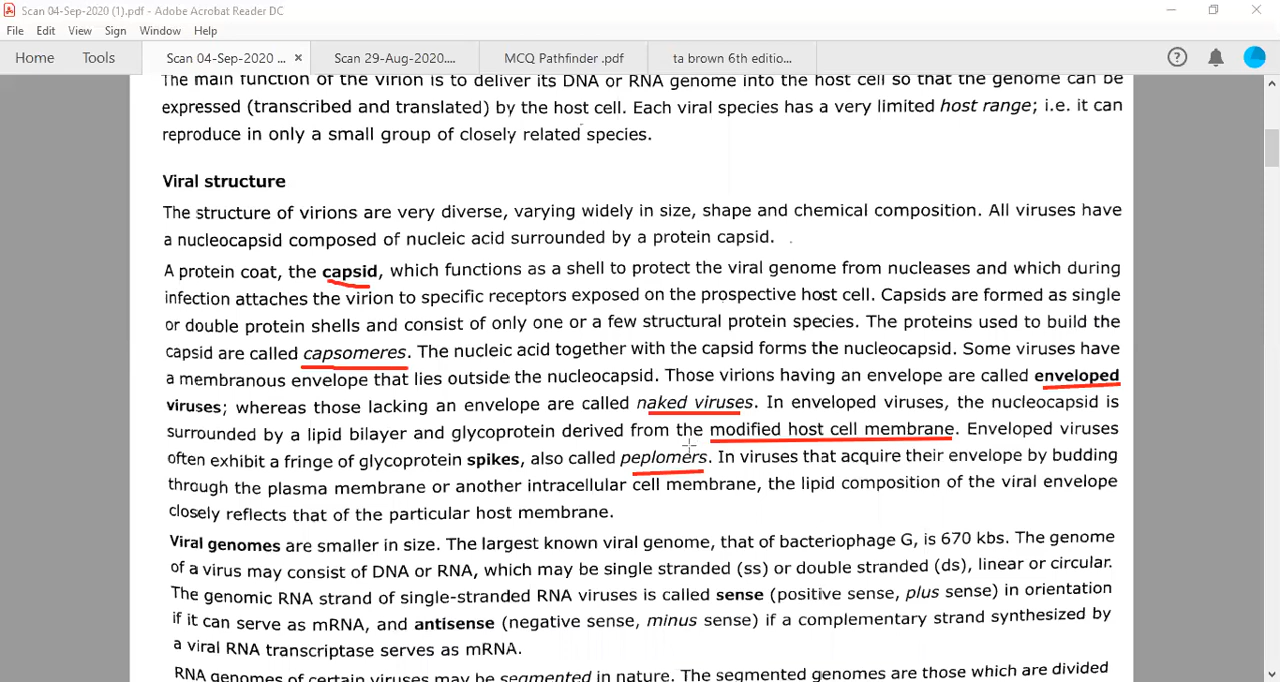 Scan 04-Sep-2020 (1).pdf - Adobe Acrobat Reader DC
File Edit View Sign Window Help
Home Tools Scan 04-Sep-2020 ... × Scan 29-Aug-2020.... MCQ Pathfinder .pdf ta brown 6th editio...
The main function of the virion is to deliver its DNA or RNA genome into the host cell so that the genome can be
expressed (transcribed and translated) by the host cell. Each viral species has a very limited host range; i.e. it can
reproduce in only a small group of closely related species.
Viral structure
The structure of virions are very diverse, varying widely in size, shape and chemical composition. All viruses have
a nucleocapsid composed of nucleic acid surrounded by a protein capsid.
A protein coat, the capsid, which functions as a shell to protect the viral genome from nucleases and which during
infection attaches the virion to specific receptors exposed on the prospective host cell. Capsids are formed as single
or double protein shells and consist of only one or a few structural protein species. The proteins used to build the
capsid are called capsomeres. The nucleic acid together with the capsid forms the nucleocapsid. Some viruses have
a membranous envelope that lies outside the nucleocapsid. Those virions having an envelope are called enveloped
viruses; whereas those lacking an envelope are called naked viruses. In enveloped viruses, the nucleocapsid is
surrounded by a lipid bilayer and glycoprotein derived from the modified host cell membrane. Enveloped viruses
often exhibit a fringe of glycoprotein spikes, also called peplomers. In viruses that acquire their envelope by budding
through the plasma membrane or another intracellular cell membrane, the lipid composition of the viral envelope
closely reflects that of the particular host membrane.
Viral genomes are smaller in size. The largest known viral genome, that of bacteriophage G, is 670 kbs. The genome
of a virus may consist of DNA or RNA, which may be single stranded (ss) or double stranded (ds), linear or circular.
The genomic RNA strand of single-stranded RNA viruses is called sense (positive sense, plus sense) in orientation
if it can serve as mRNA, and antisense (negative sense, minus sense) if a complementary strand synthesized by
a viral RNA transcriptase serves as mRNA.
RNA genomes of certain viruses may be segmented in nature. The segmented genomes are those which are divided